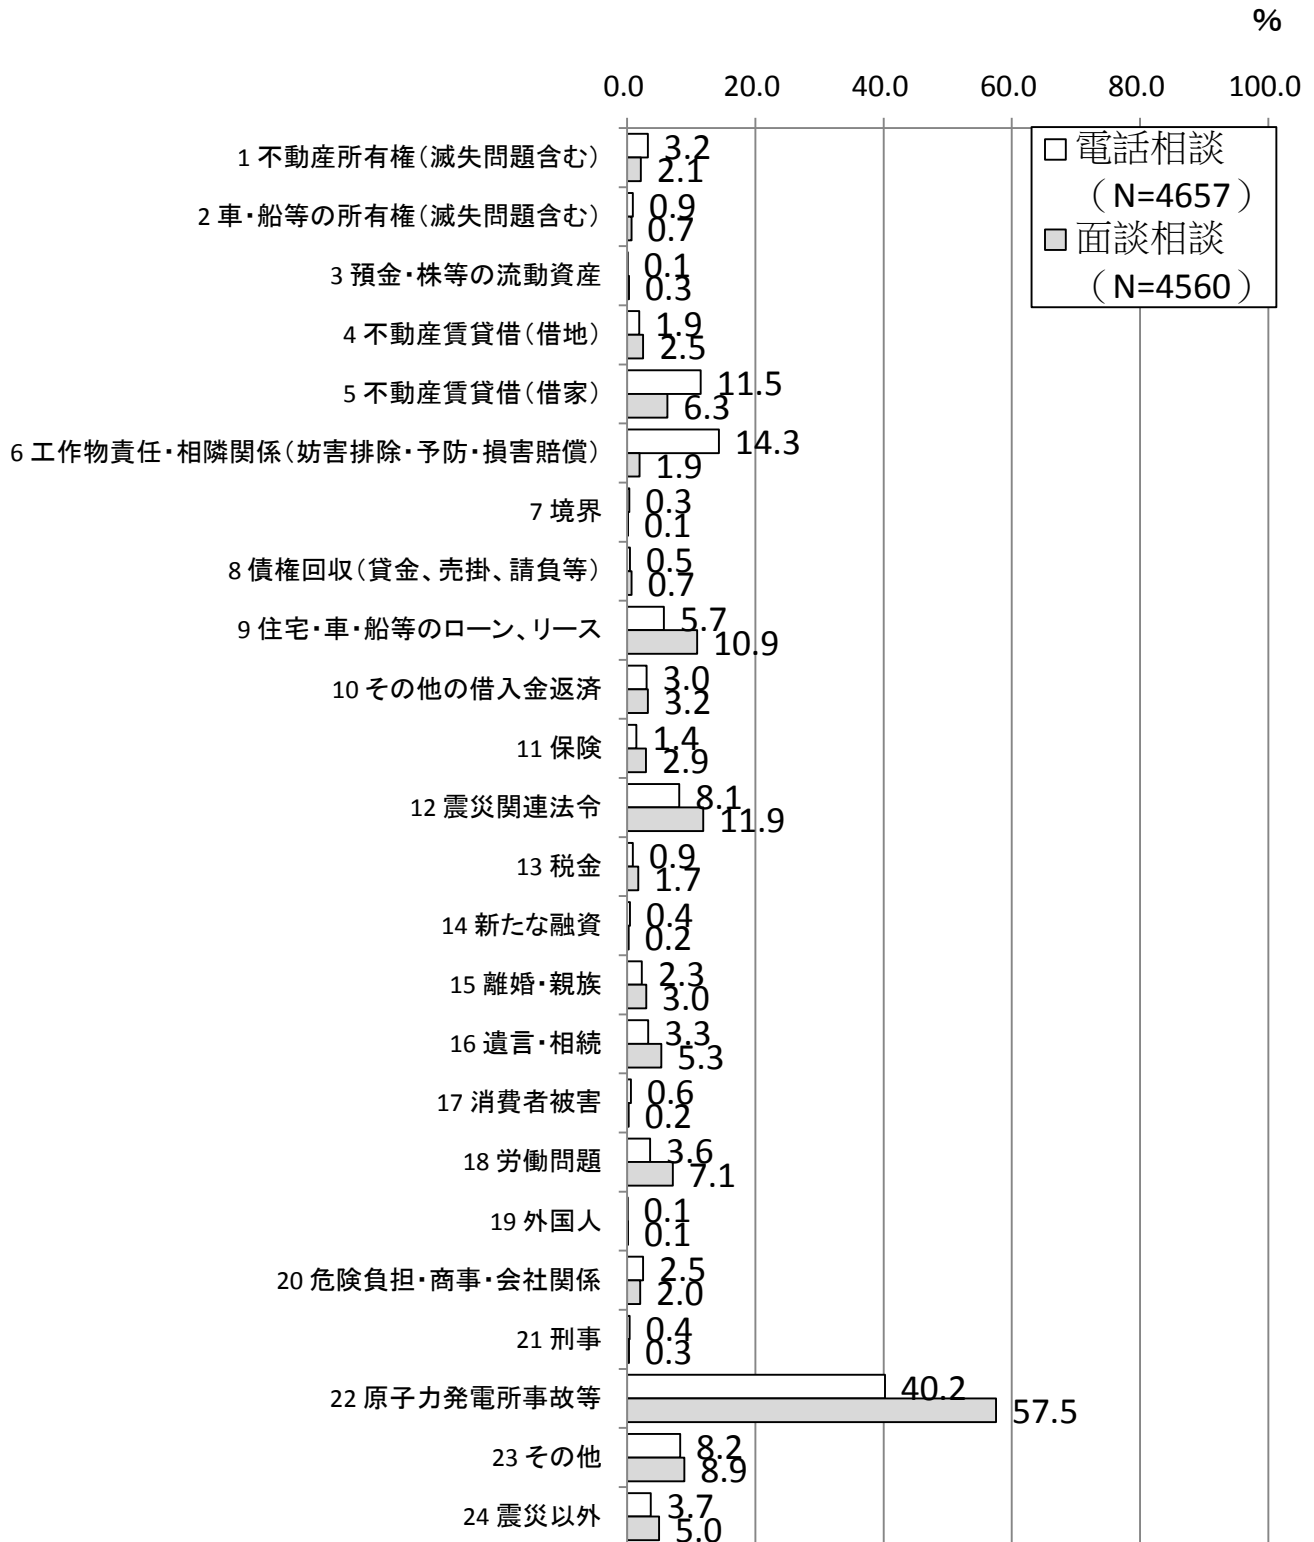 %
0.0 20.0 40.0 60.0 80.0 100.0
電話相談
（N=4657）
面談相談
（N=4560）
1 不動産所有権（滅失問題含む） 3.2
2.1
2 車・船等の所有権（滅失問題含む） 0.9
0.7
3 預金・株等の流動資産 0.1
0.3
4 不動産賃貸借（借地） 1.9
2.5
5 不動産賃貸借（借家） 11.5
6.3
6 工作物責任・相隣関係（妨害排除・予防・損害賠償） 14.3
1.9
7 境界 0.3
0.1
8 債権回収（貸金、売掛、請負等） 0.5
0.7
9 住宅・車・船等のローン、リース 5.7
10.9
10 その他の借入金返済 3.0
3.2
11 保険 1.4
2.9
12 震災関連法令 8.1
11.9
13 税金 0.9
1.7
14 新たな融資 0.4
0.2
15 離婚・親族 2.3
3.0
16 遺言・相続 3.3
5.3
17 消費者被害 0.6
0.2
18 労働問題 3.6
7.1
19 外国人 0.1
0.1
20 危険負担・商事・会社関係 2.5
2.0
21 刑事 0.4
0.3
22 原子力発電所事故等 40.2
57.5
23 その他 8.2
8.9
24 震災以外 3.7
5.0